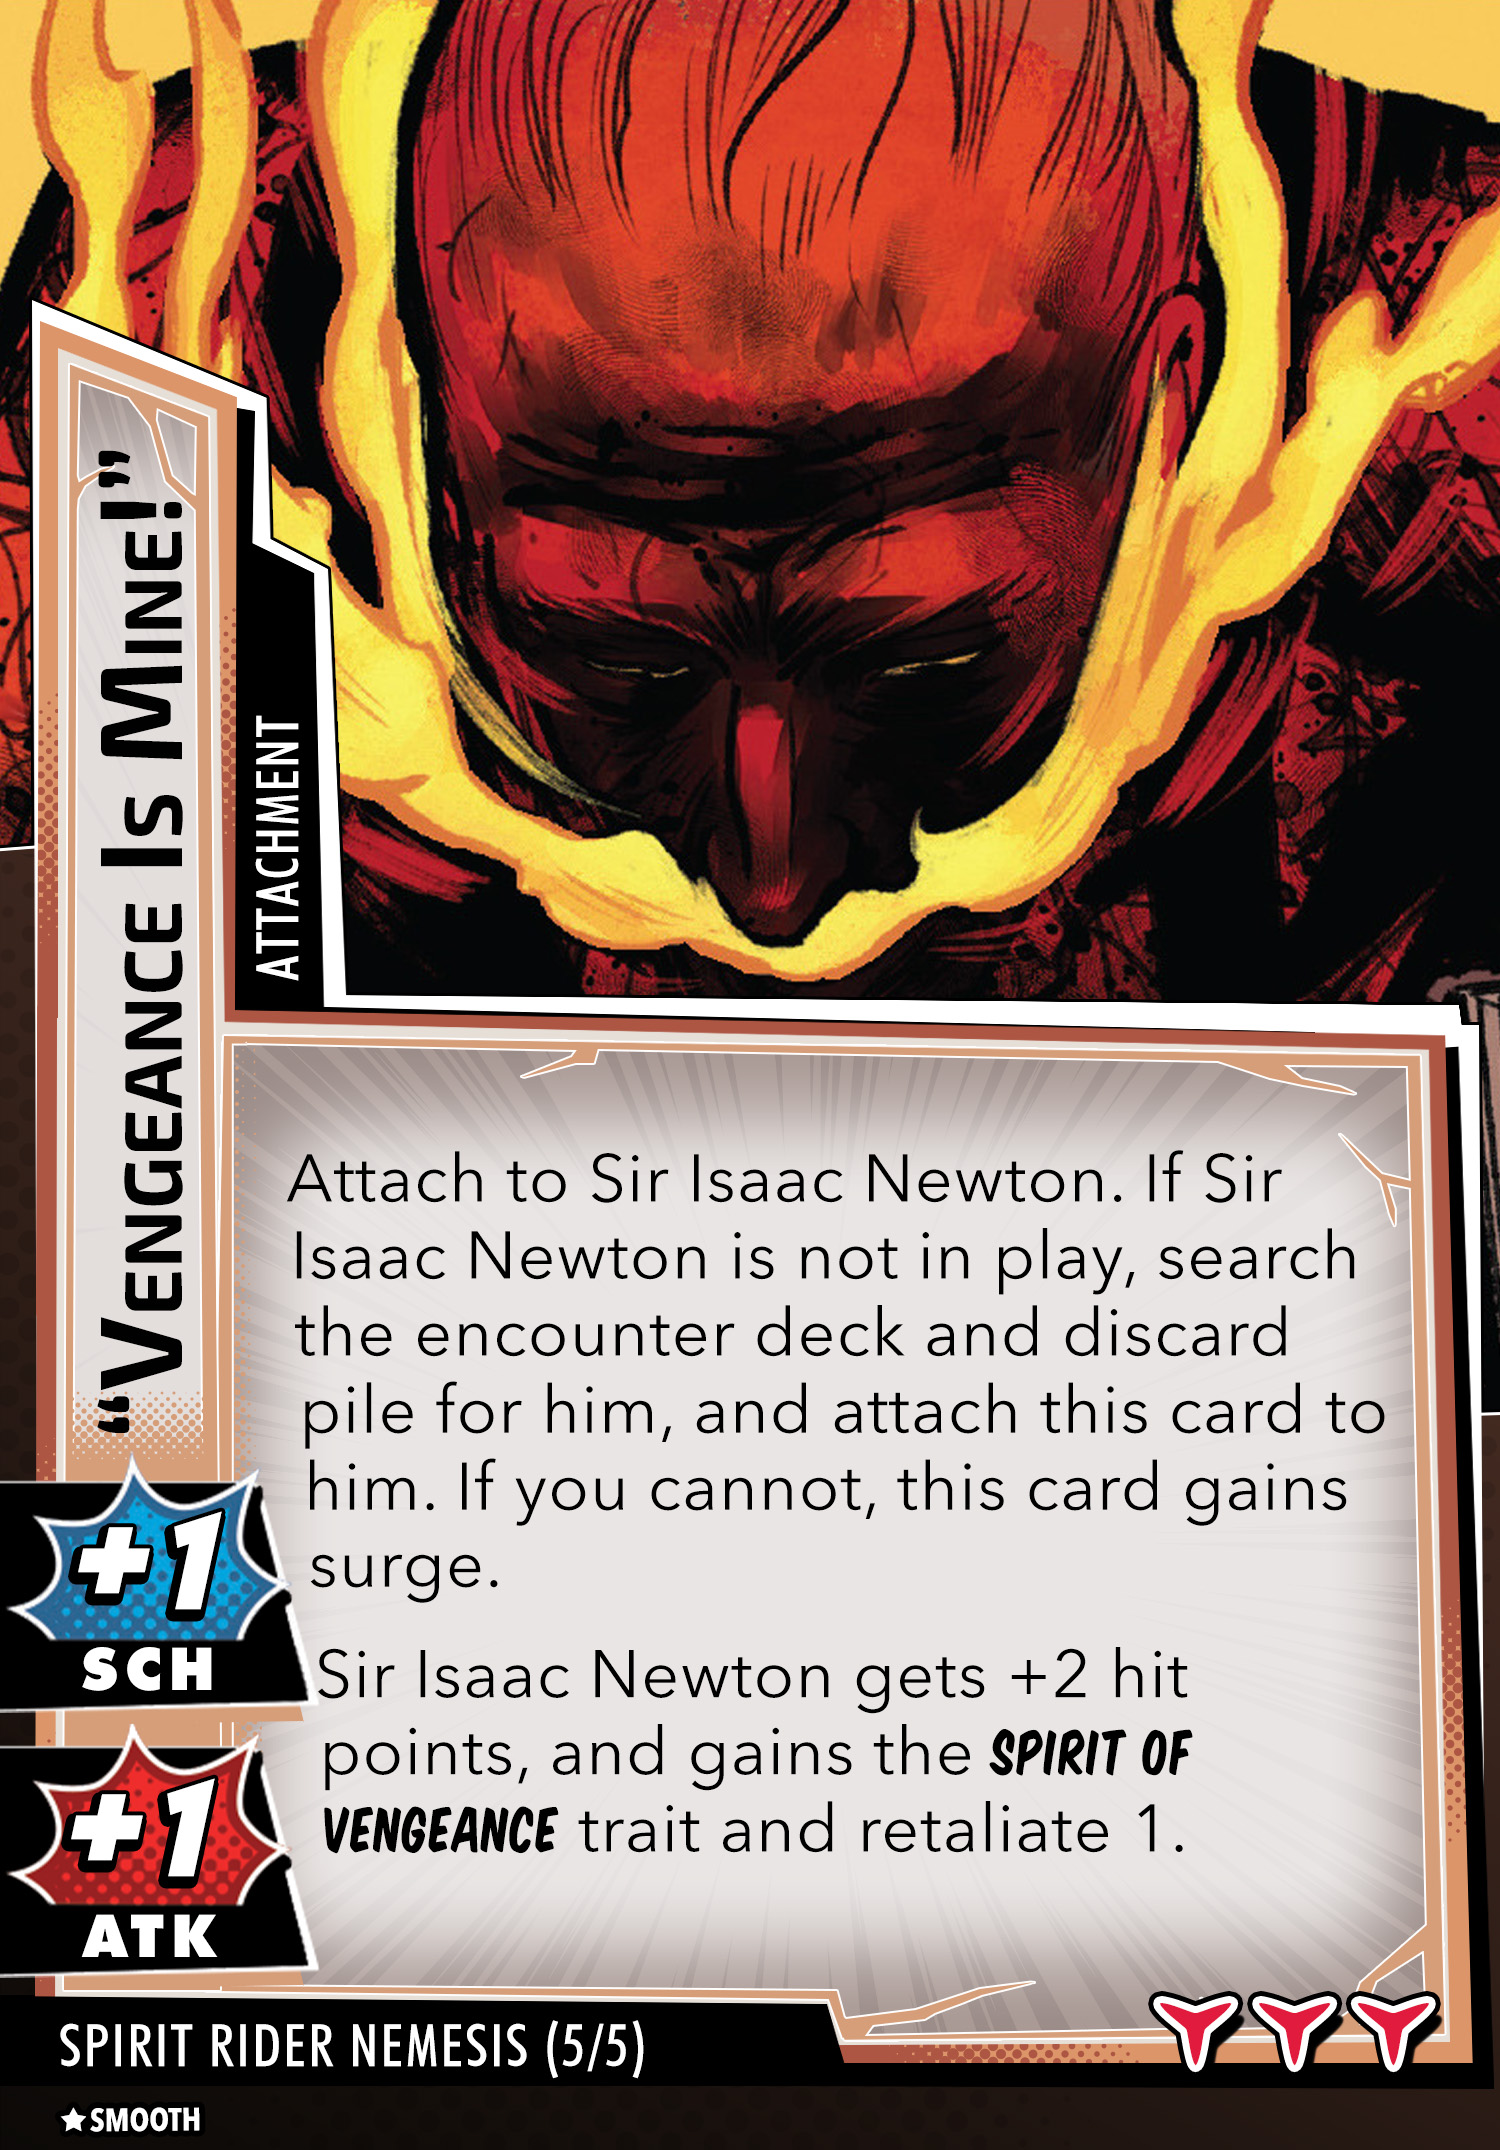 “VENGEANCE IS MINE!”
ATTACHMENT
Attach to Sir Isaac Newton. If Sir
Isaac Newton is not in play, search
the encounter deck and discard
pile for him, and attach this card to
him. If you cannot, this card gains
surge.
Sir Isaac Newton gets +2 hit
points, and gains the SPIRIT OF
VENGEANCE trait and retaliate 1.
+1
SCH
+1
ATK
SPIRIT RIDER NEMESIS (5/5)
★SMOOTH